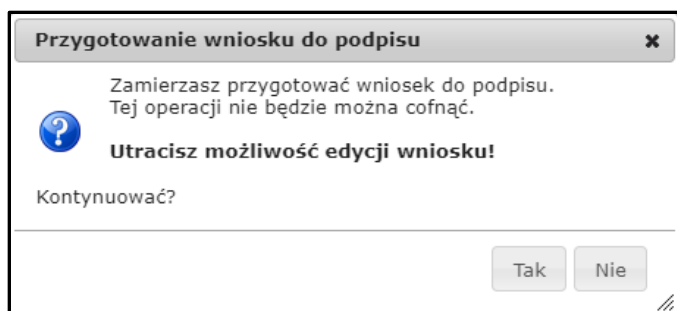 Przygotowanie wniosku do podpisu
Zamierzasz przygotować wniosek do podpisu.
Tej operacji nie będzie można cofnąć.
Utracisz możliwość edycji wniosku!
Kontynuować?
Tak Nie